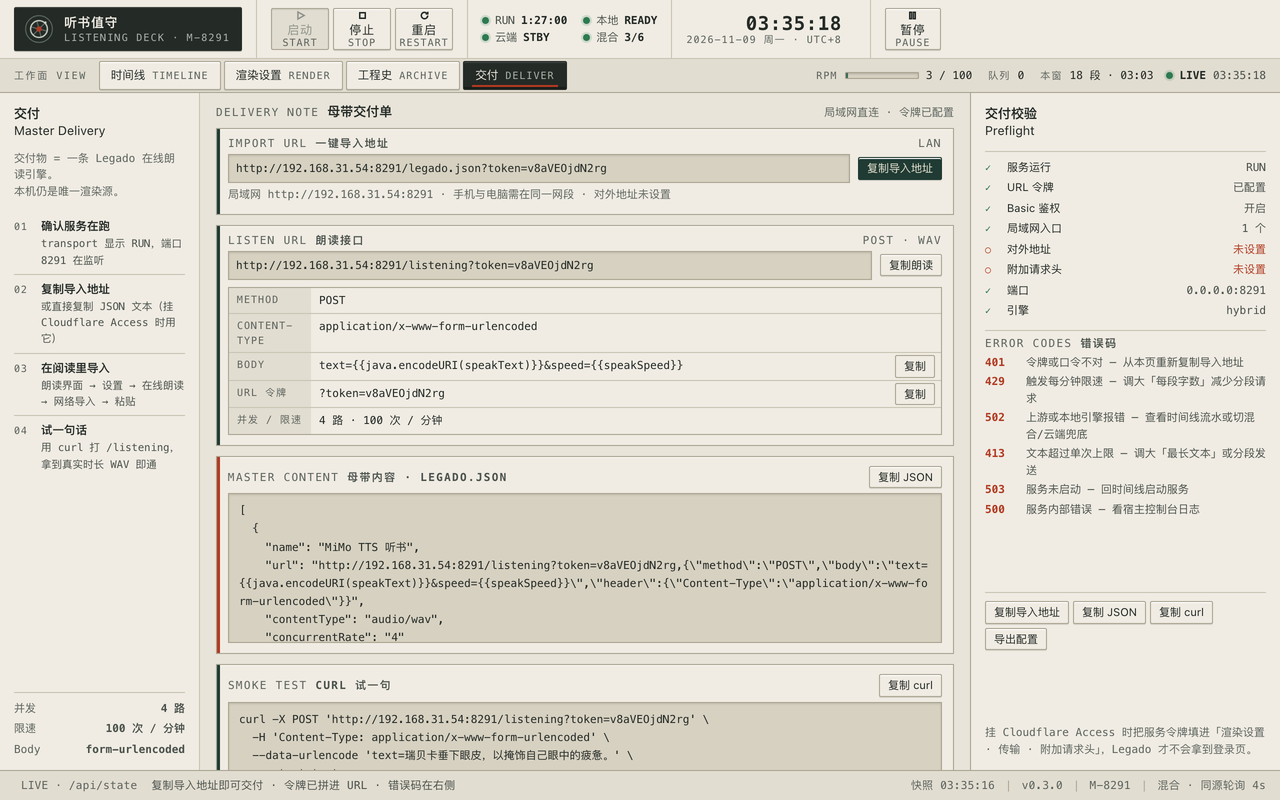 听书值守
LISTENING DECK · M-8291
启动
START
停止
STOP
重启
RESTART
RUN 1:27:00
本地 READY
云端 STBY
混合 3/6
03:35:18
2026-11-09 周一 · UTC+8
暂停
PAUSE
工作面 VIEW
时间线 TIMELINE
渲染设置 RENDER
工程史 ARCHIVE
交付 DELIVER
RPM 3 / 100
队列 0
本窗 18 段 · 03:03
LIVE 03:35:18
交付
Master Delivery
交付物 = 一条 Legado 在线朗
读引擎。
本机仍是唯一渲染源。
01 确认服务在跑
transport 显示 RUN，端口
8291 在监听
02 复制导入地址
或直接复制 JSON 文本（挂
Cloudflare Access 时用
它）
03 在阅读里导入
朗读界面 → 设置 → 在线朗读
→ 网络导入 → 粘贴
04 试一句话
用 curl 打 /listening，
拿到真实时长 WAV 即通
并发 4 路
限速 100 次 / 分钟
Body form-urlencoded
DELIVERY NOTE 母带交付单
局域网直连 · 令牌已配置
IMPORT URL 一键导入地址
LAN
http://192.168.31.54:8291/legado.json?token=v8aVEOjdN2rg
复制导入地址
局域网 http://192.168.31.54:8291 · 手机与电脑需在同一网段 · 对外地址未设置
LISTEN URL 朗读接口
POST · WAV
http://192.168.31.54:8291/listening?token=v8aVEOjdN2rg
复制朗读
METHOD POST
CONTENT-
TYPE
application/x-www-form-urlencoded
BODY text={{java.encodeURI(speakText)}}&speed={{speakSpeed}} 复制
URL 令牌 ?token=v8aVEOjdN2rg 复制
并发 / 限速 4 路 · 100 次 / 分钟
MASTER CONTENT 母带内容 · LEGADO.JSON
复制 JSON
[
{
"name": "MiMo TTS 听书",
"url": "http://192.168.31.54:8291/listening?token=v8aVEOjdN2rg,{\"method\":\"POST\",\"body\":\"text=
{{java.encodeURI(speakText)}}&speed={{speakSpeed}}\",\"header\":{\"Content-Type\":\"application/x-www-fo
rm-urlencoded\"}}",
"contentType": "audio/wav",
"concurrentRate": "4"
SMOKE TEST CURL 试一句
复制 curl
curl -X POST 'http://192.168.31.54:8291/listening?token=v8aVEOjdN2rg' \
-H 'Content-Type: application/x-www-form-urlencoded' \
--data-urlencode 'text=瑞贝卡垂下眼皮，以掩饰自己眼中的疲惫。' \
交付校验
Preflight
✓ 服务运行 RUN
✓ URL 令牌 已配置
✓ Basic 鉴权 开启
✓ 局域网入口 1 个
○ 对外地址 未设置
○ 附加请求头 未设置
✓ 端口 0.0.0.0:8291
✓ 引擎 hybrid
ERROR CODES 错误码
401 令牌或口令不对 — 从本页重新复制导入地址
429 触发每分钟限速 — 调大「每段字数」减少分段请
求
502 上游或本地引擎报错 — 查看时间线流水或切混
合/云端兜底
413 文本超过单次上限 — 调大「最长文本」或分段发
送
503 服务未启动 — 回时间线启动服务
500 服务内部错误 — 看宿主控制台日志
复制导入地址
复制 JSON
复制 curl
导出配置
挂 Cloudflare Access 时把服务令牌填进「渲染设置
· 传输 · 附加请求头」，Legado 才不会拿到登录页。
LIVE · /api/state 复制导入地址即可交付 · 令牌已拼进 URL · 错误码在右侧
快照 03:35:16 | v0.3.0 | M-8291 | 混合 · 同源轮询 4s